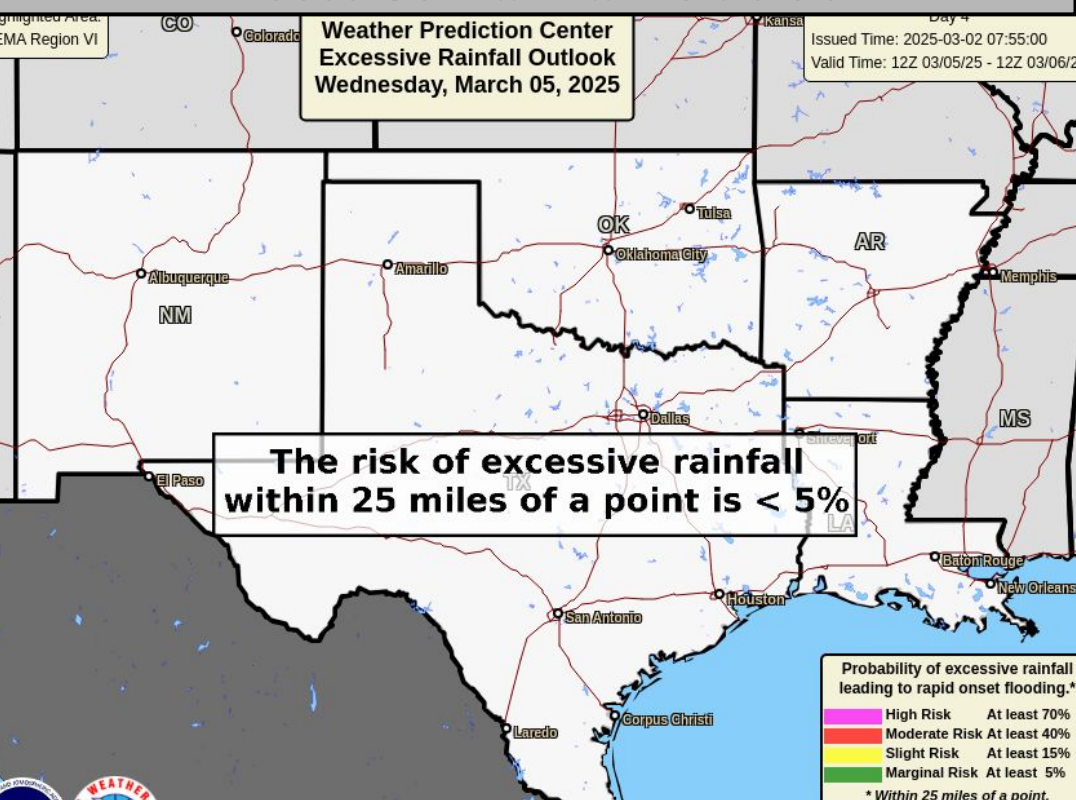 CO
Colorado
Weather Prediction Center
Excessive Rainfall Outlook
Wednesday, March 05, 2025
Kansa
ghlighted Area:
EMA Region VI
Day 4
Issued Time: 2025-03-02 07:55:00
Valid Time: 12Z 03/05/25 - 12Z 03/06/2
OK
Tulsa
Oklahoma City
AR
Memphis
Amarillo
Albuquerque
NM
MS
Dallas
Shreveport
The risk of excessive rainfall
within 25 miles of a point is < 5%
TX
LA
El Paso
Baton Rouge
New Orleans
Houston
San Antonio
Corpus Christi
Laredo
Probability of excessive rainfall
leading to rapid onset flooding.*
High Risk At least 70%
Moderate Risk At least 40%
Slight Risk At least 15%
Marginal Risk At least 5%
* Within 25 miles of a point.
WEATHER